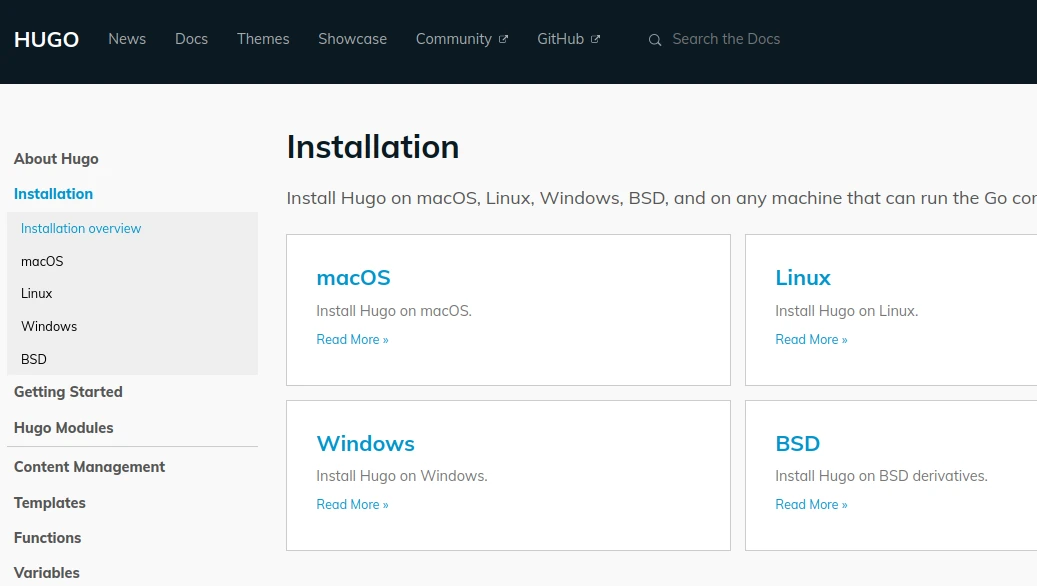 HUGO News Docs Themes Showcase Community GitHub Search the Docs
About Hugo
Installation
Installation overview
macOS
Linux
Windows
BSD
Getting Started
Hugo Modules
Content Management
Templates
Functions
Variables
Installation
Install Hugo on macOS, Linux, Windows, BSD, and on any machine that can run the Go
macOS
Install Hugo on macOS.
Read More »
Linux
Install Hugo on Linux.
Read More »
Windows
Install Hugo on Windows.
Read More »
BSD
Install Hugo on BSD derivatives.
Read More »